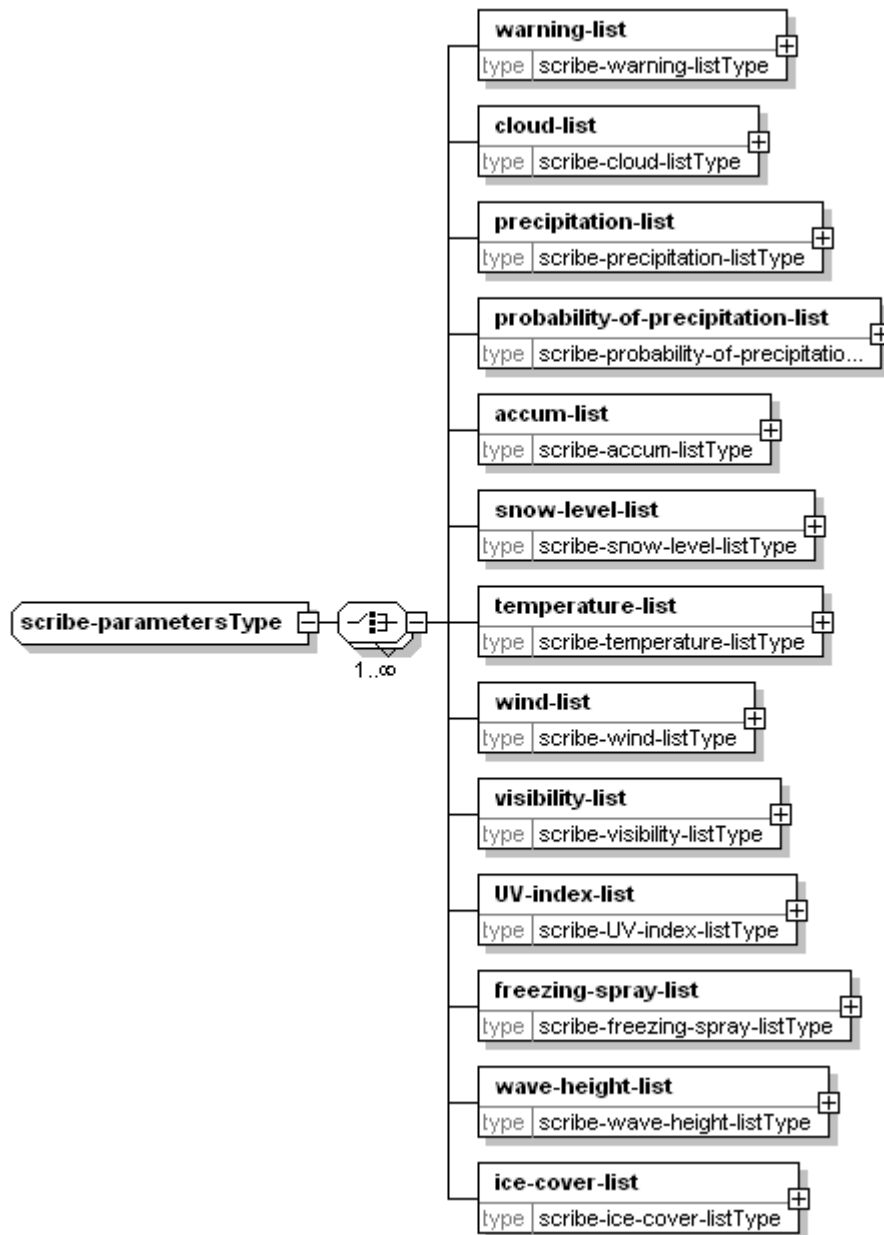 warning-list
type scribe-warning-listType
cloud-list
type scribe-cloud-listType
precipitation-list
type scribe-precipitation-listType
probability-of-precipitation-list
type scribe-probability-of-precipitatio...
accum-list
type scribe-accum-listType
snow-level-list
type scribe-snow-level-listType
scribe-parametersType
1..∞
temperature-list
type scribe-temperature-listType
wind-list
type scribe-wind-listType
visibility-list
type scribe-visibility-listType
UV-index-list
type scribe-UV-index-listType
freezing-spray-list
type scribe-freezing-spray-listType
wave-height-list
type scribe-wave-height-listType
ice-cover-list
type scribe-ice-cover-listType